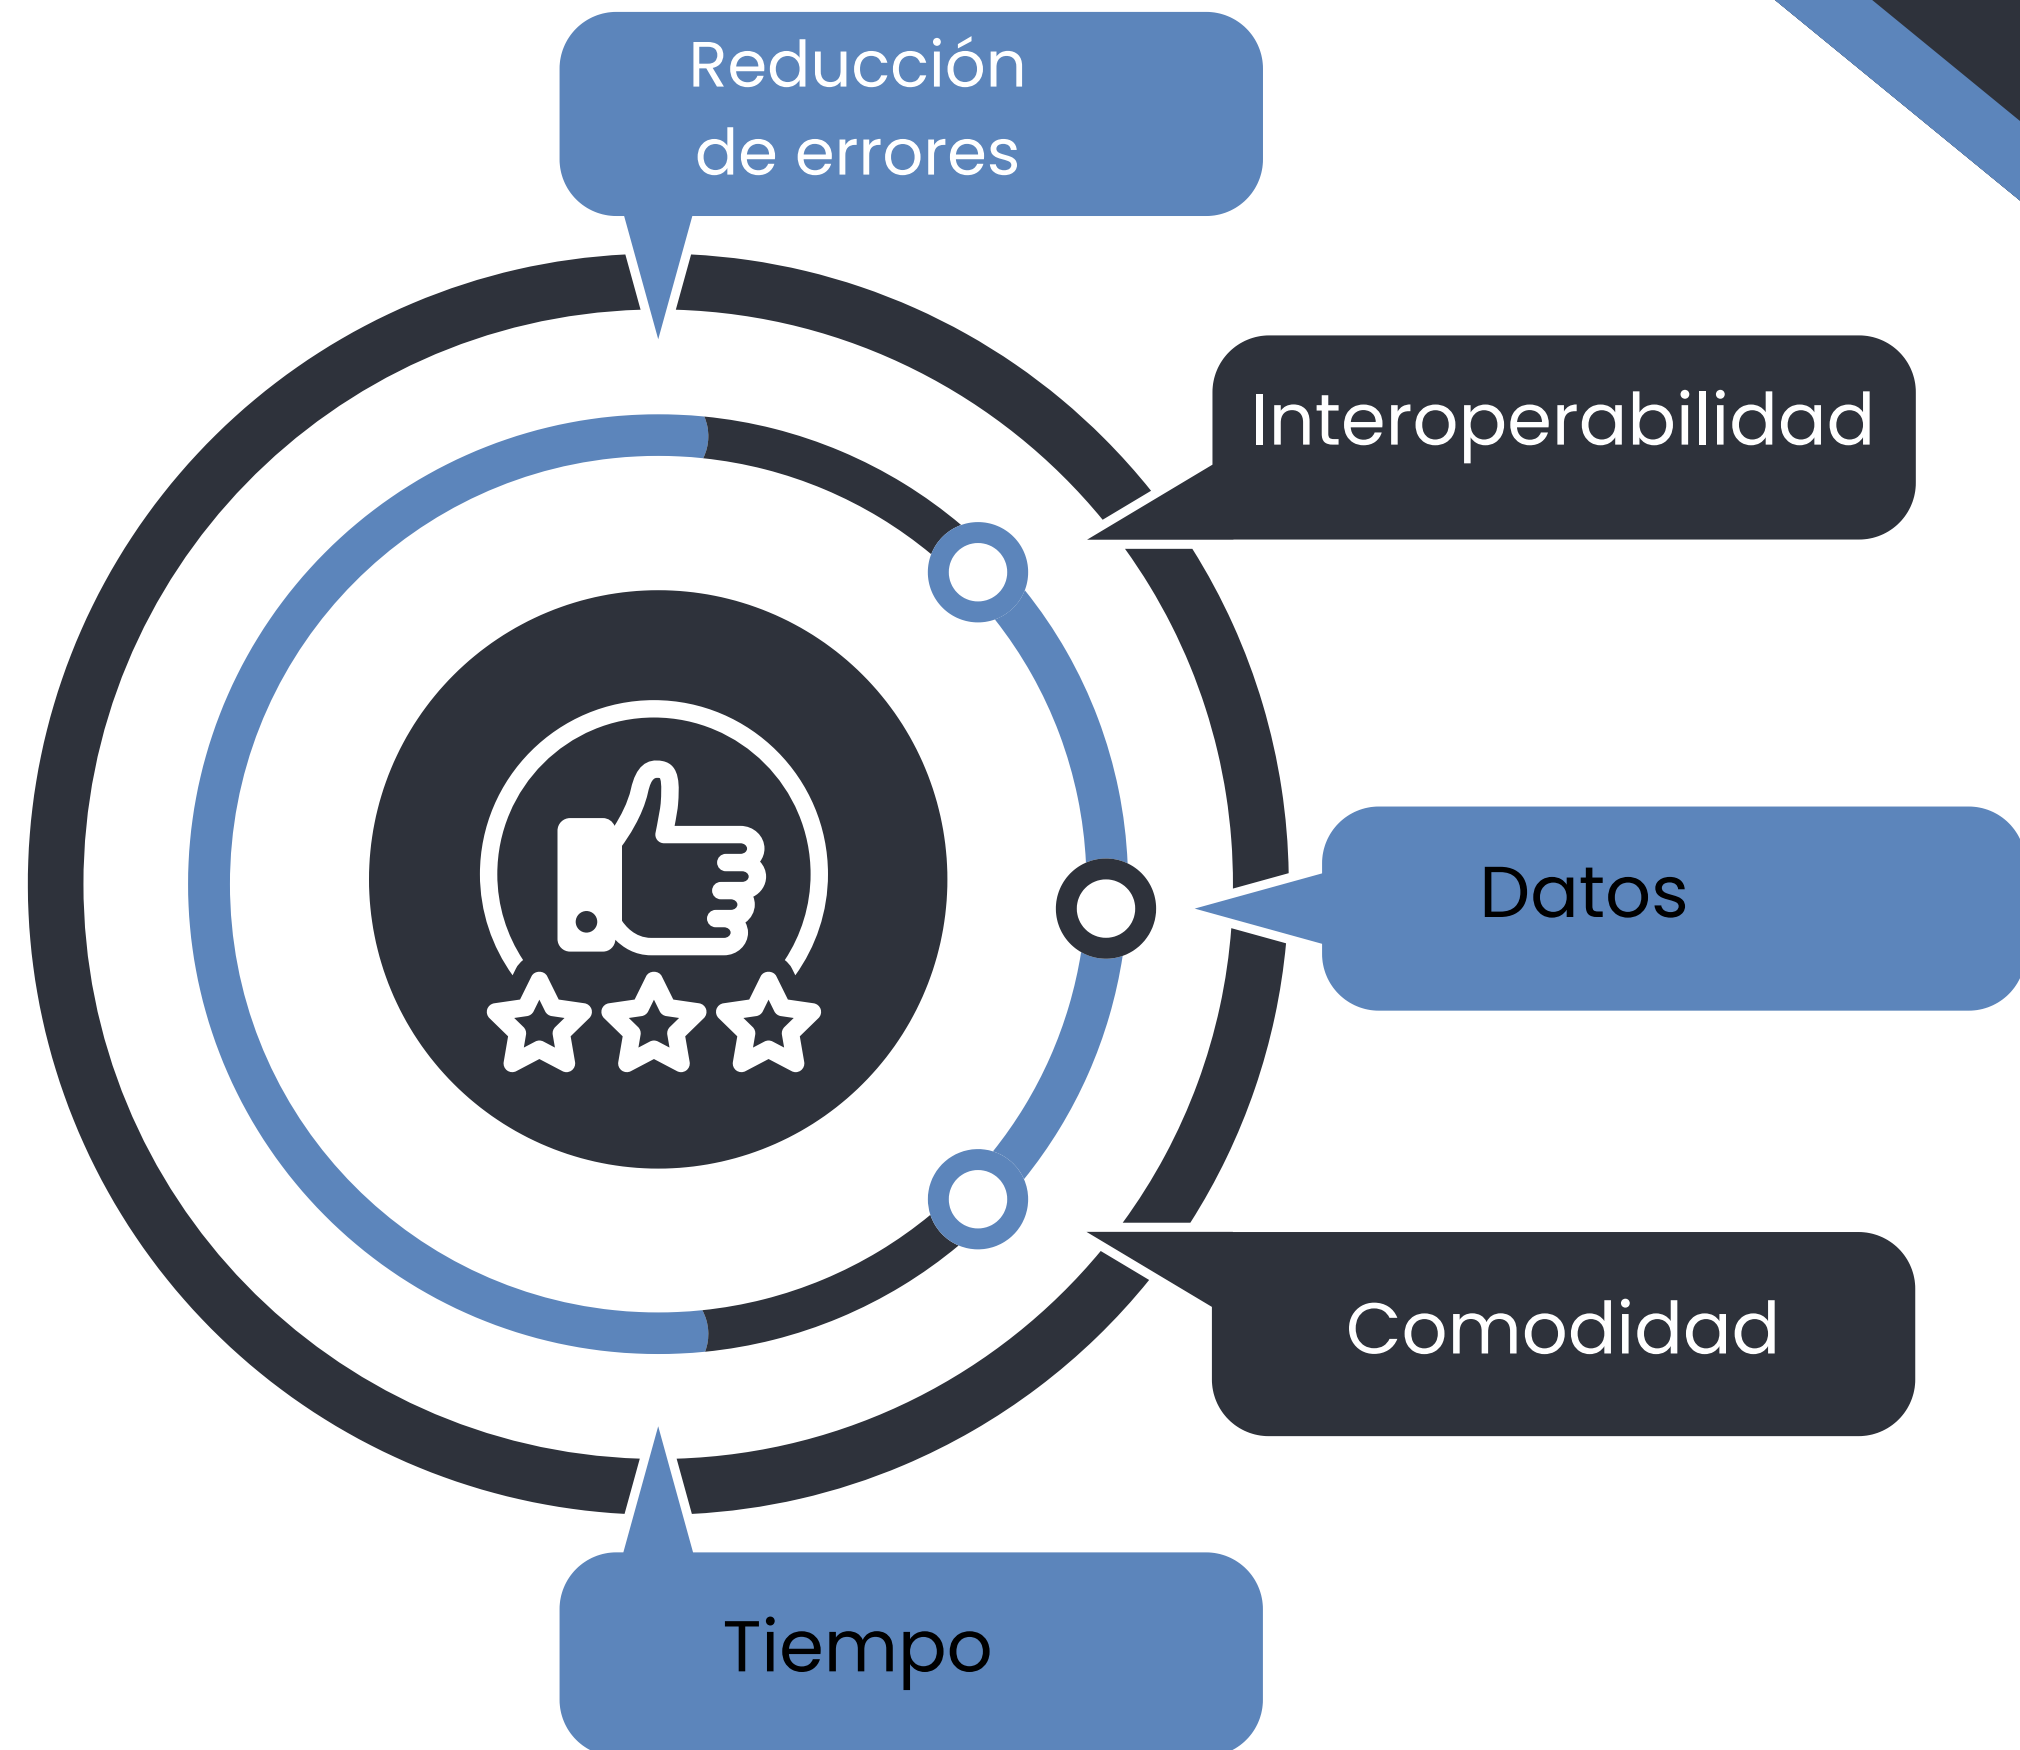 Reducción
de errores
Interoperabilidad
Datos
Comodidad
Tiempo